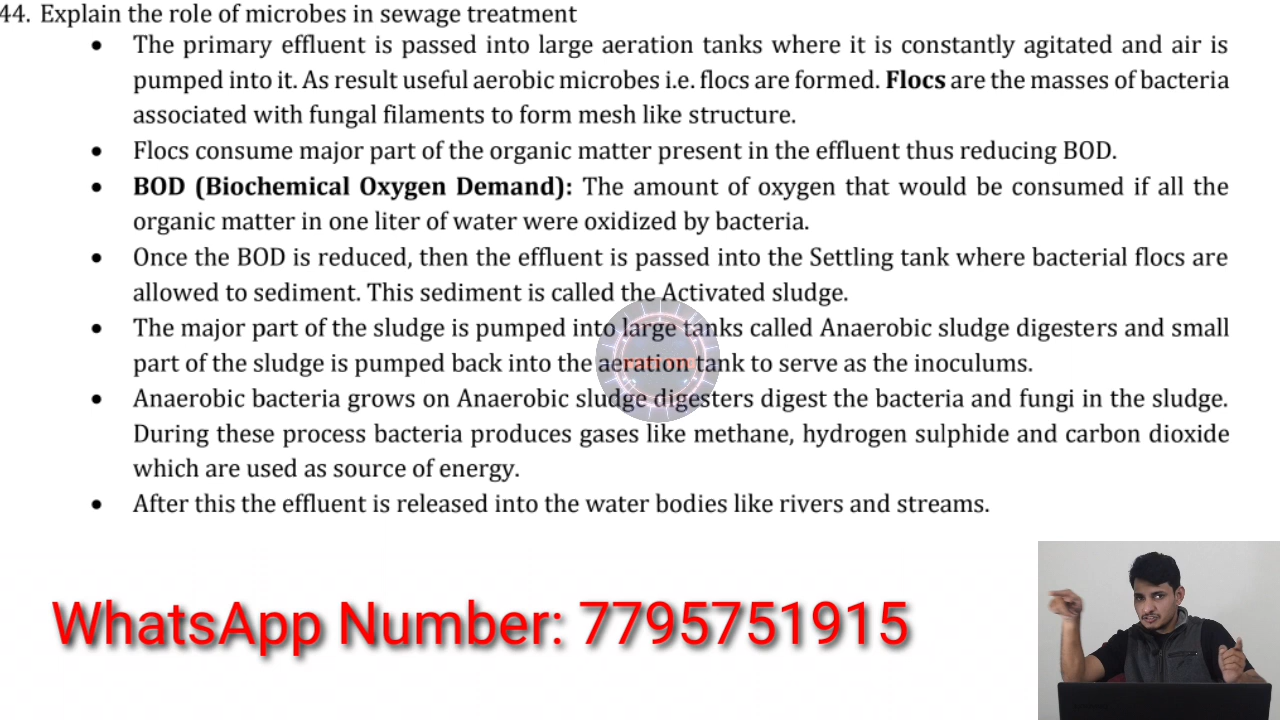 44. Explain the role of microbes in sewage treatment
• The primary effluent is passed into large aeration tanks where it is constantly agitated and air is
pumped into it. As result useful aerobic microbes i.e. flocs are formed. Flocs are the masses of bacteria
associated with fungal filaments to form mesh like structure.
• Flocs consume major part of the organic matter present in the effluent thus reducing BOD.
• BOD (Biochemical Oxygen Demand): The amount of oxygen that would be consumed if all the
organic matter in one liter of water were oxidized by bacteria.
• Once the BOD is reduced, then the effluent is passed into the Settling tank where bacterial flocs are
allowed to sediment. This sediment is called the Activated sludge.
• The major part of the sludge is pumped into large tanks called Anaerobic sludge digesters and small
part of the sludge is pumped back into the aeration tank to serve as the inoculums.
• Anaerobic bacteria grows on Anaerobic sludge digesters digest the bacteria and fungi in the sludge.
During these process bacteria produces gases like methane, hydrogen sulphide and carbon dioxide
which are used as source of energy.
• After this the effluent is released into the water bodies like rivers and streams.
WhatsApp Number: 7795751915